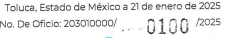 Toluca, Estado de México a 21 de enero de 2025
No. De Oficio: 203010000/ 0100 /2025